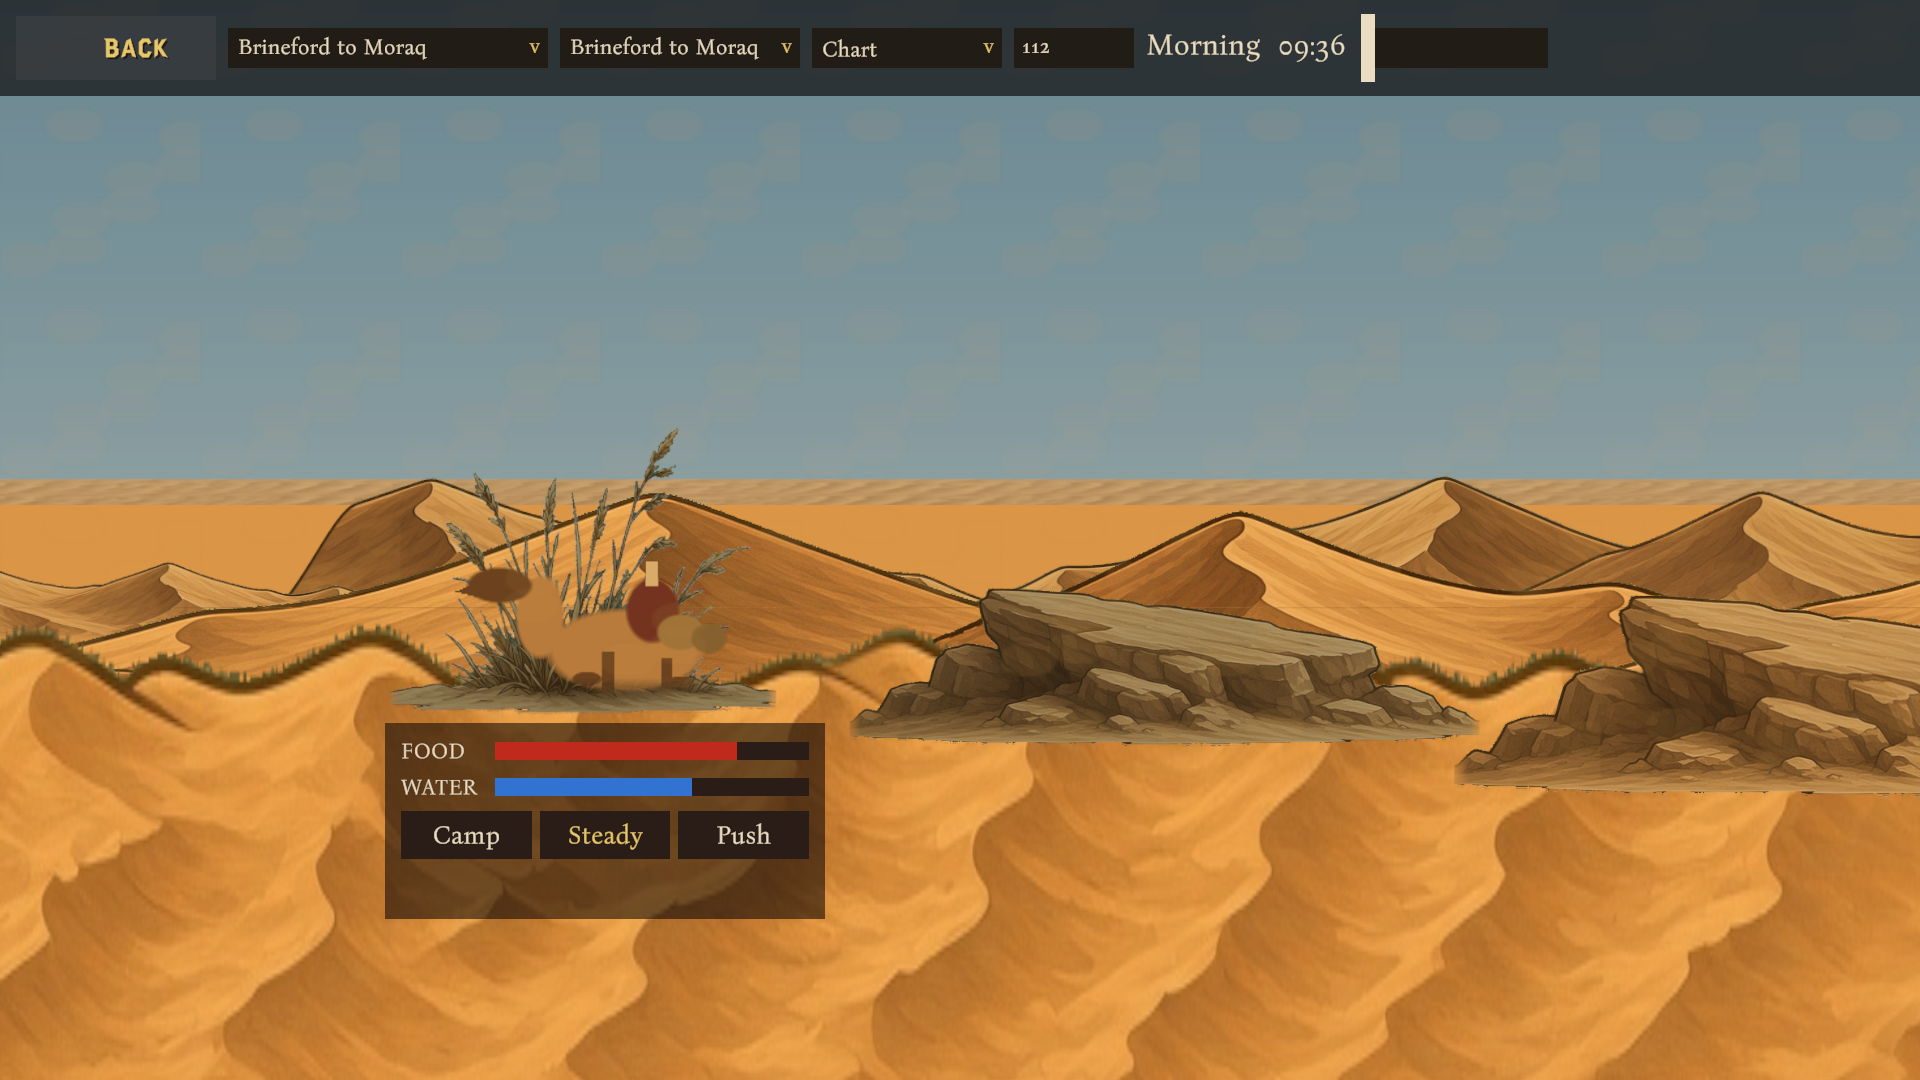 BACK
Brineford to Moraq v
Brineford to Moraq v
Chart v
112
Morning 09:36
FOOD
WATER
Camp
Steady
Push